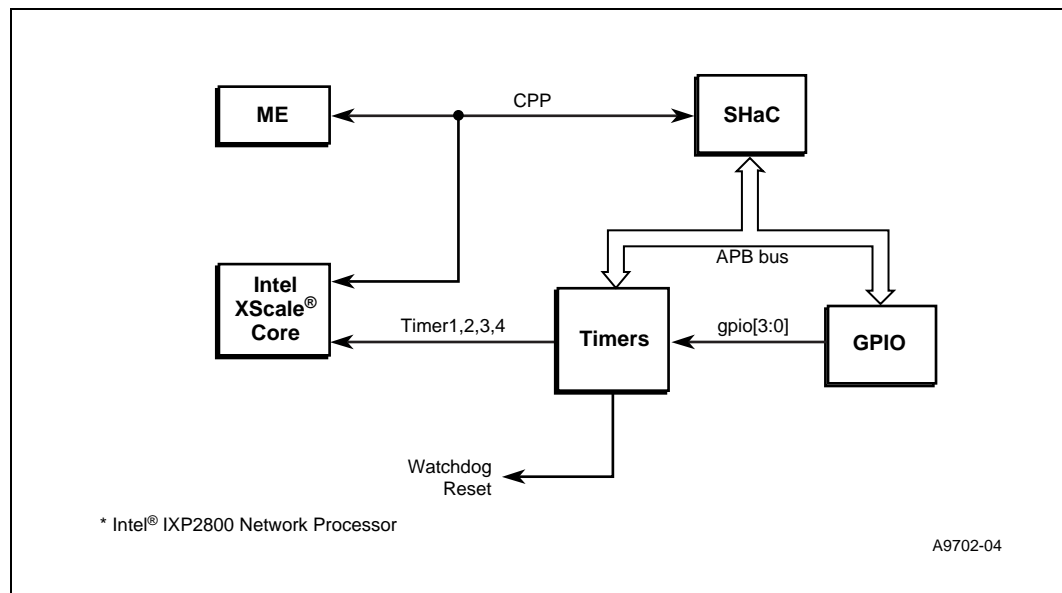 CPP
ME
SHaC
APB bus
Intel
XScale®
Core
Timer1,2,3,4
Timers
gpio[3:0]
GPIO
Watchdog
Reset
* Intel® IXP2800 Network Processor
A9702-04